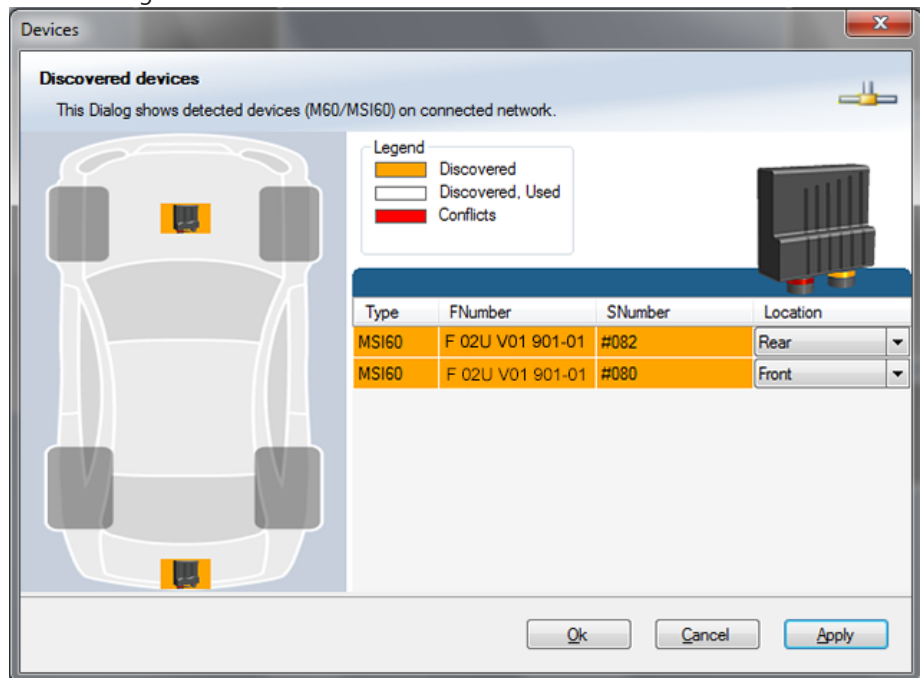 Devices
Discovered devices
This Dialog shows detected devices (M60/MSI60) on connected network.
Legend
Discovered
Discovered, Used
Conflicts
Type FNumber SNumber Location
MSI60 F 02U V01 901-01 #082 Rear
MSI60 F 02U V01 901-01 #080 Front
Ok Cancel Apply